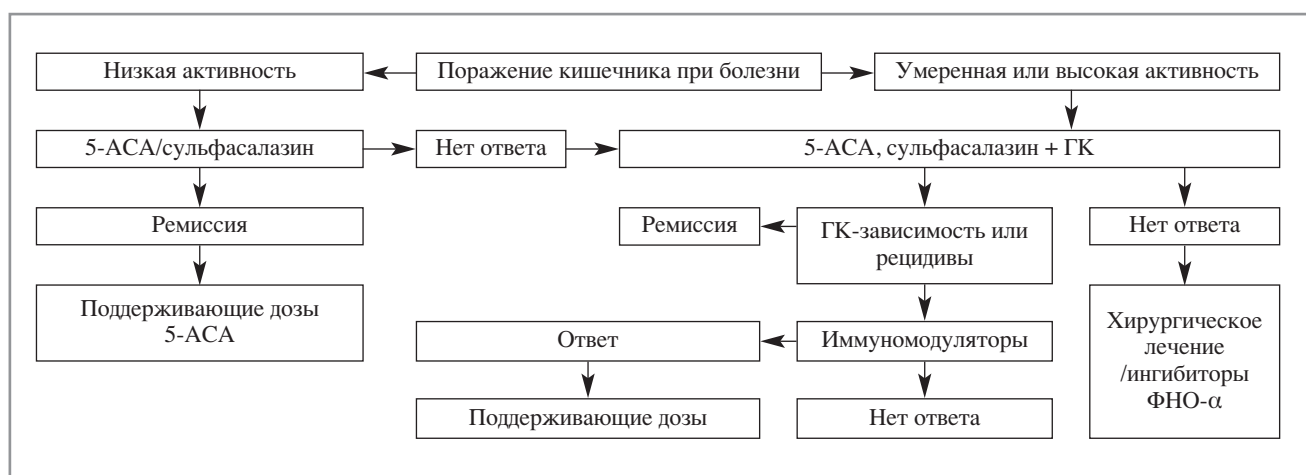 Низкая активность
Поражение кишечника при болезни
Умеренная или высокая активность
5-АСА/сульфасалазин
Нет ответа
5-АСА, сульфасалазин + ГК
Ремиссия
Ремиссия
ГК-зависимость или
рецидивы
Нет ответа
Поддерживающие дозы
5-АСА
Ответ
Иммуномодуляторы
Хирургическое
лечение
/ингибиторы
ФНО-α
Поддерживающие дозы
Нет ответа